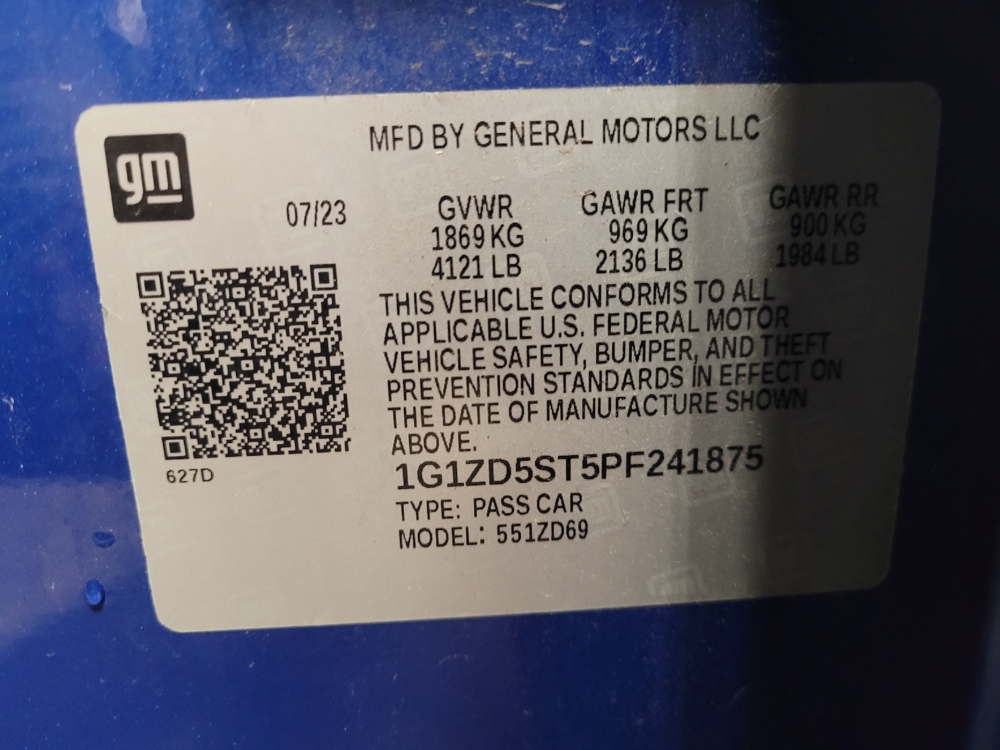 gm
MFD BY GENERAL MOTORS LLC
07/23
GVWR GAWR FRT GAWR RR
1869 KG 969 KG 900 KG
4121 LB 2136 LB 1984 LB
THIS VEHICLE CONFORMS TO ALL
APPLICABLE U.S. FEDERAL MOTOR
VEHICLE SAFETY, BUMPER, AND THEFT
PREVENTION STANDARDS IN EFFECT ON
THE DATE OF MANUFACTURE SHOWN
ABOVE.
627D
1G1ZD5ST5PF241875
TYPE: PASS CAR
MODEL: 551ZD69